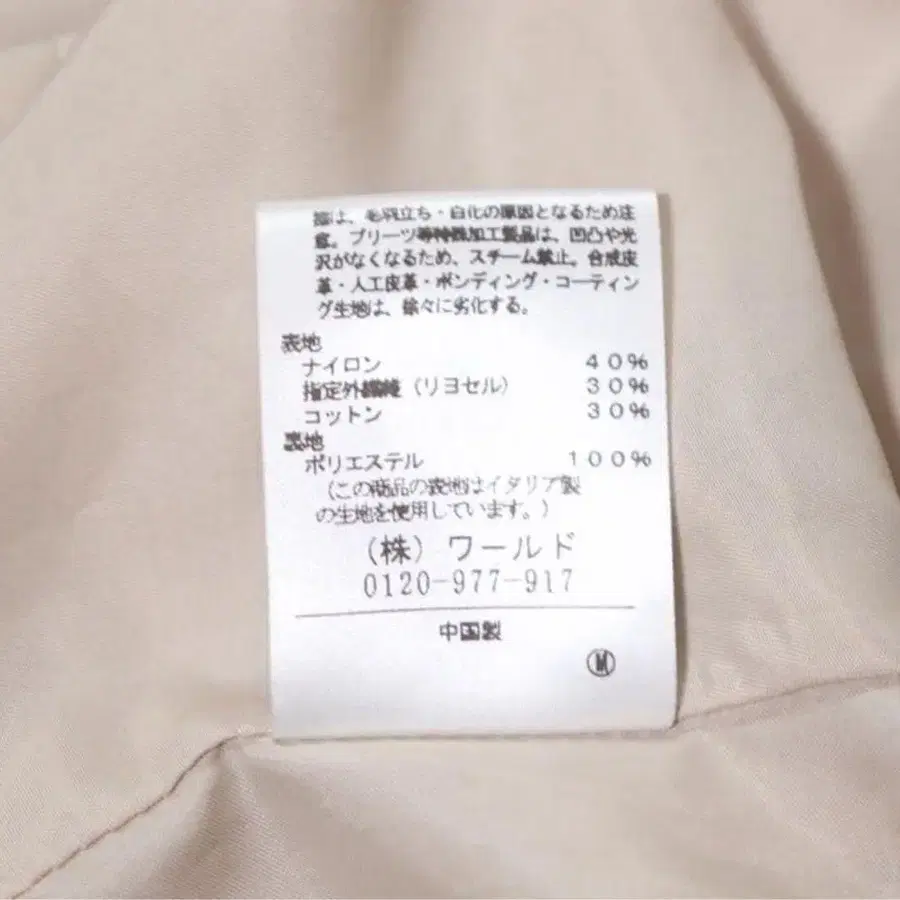 擦は、毛羽立ち・白化の原因となるため注
意。プリーツ等特殊加工製品は、凹凸や光
沢がなくなるため、スチーム禁止。合成皮
革・人工皮革・ボンディング・コーティン
グ生地は、徐々に劣化する。
表地
ナイロン 40%
指定外繊維(リヨセル) 30%
コットン 30%
裏地
ポリエステル 100%
(この商品の表地はイタリア製
の生地を使用しています。)
(株)ワールド
0120-977-917
中国製
Ⓜ